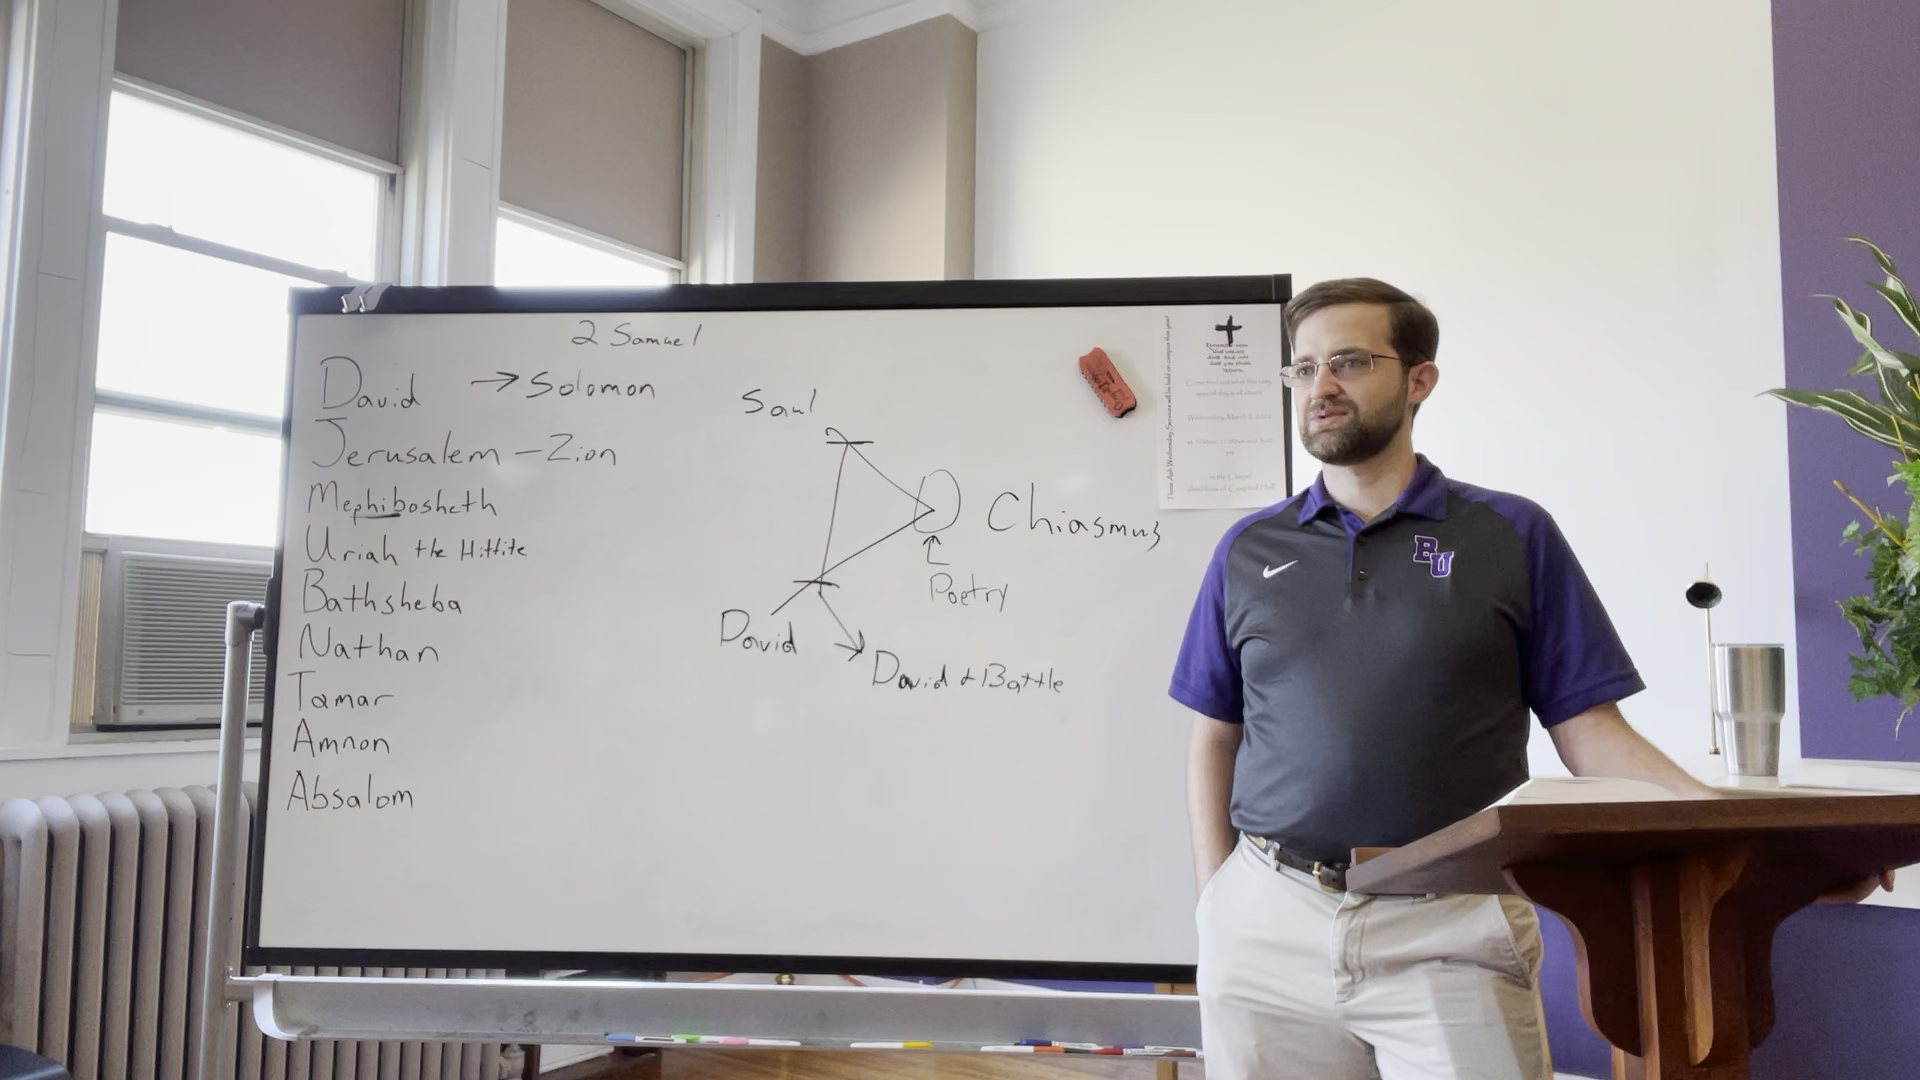 2 Samuel
David → Solomon
Jerusalem - Zion
Mephibosheth
Uriah the Hittite
Bathsheba
Nathan
Tamar
Amnon
Absalom
Saul
Chiasmus
Poetry
David
David + Battle
BU